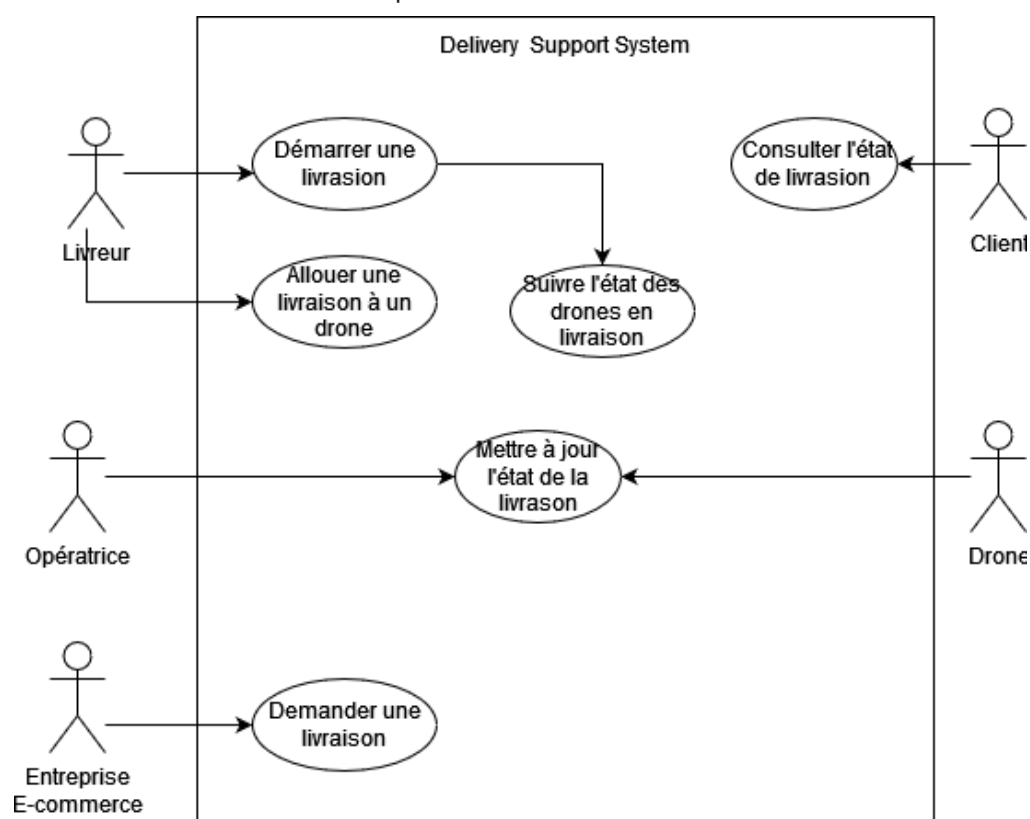 Delivery Support System
Démarrer une
livrasion
Consulter l'état
de livrasion
Livreur
Client
Allouer une
livraison à un
drone
Suivre l'état des
drones en
livraison
Mettre à jour
l'état de la
livrason
Opératrice
Drone
Demander une
livraison
Entreprise
E-commerce